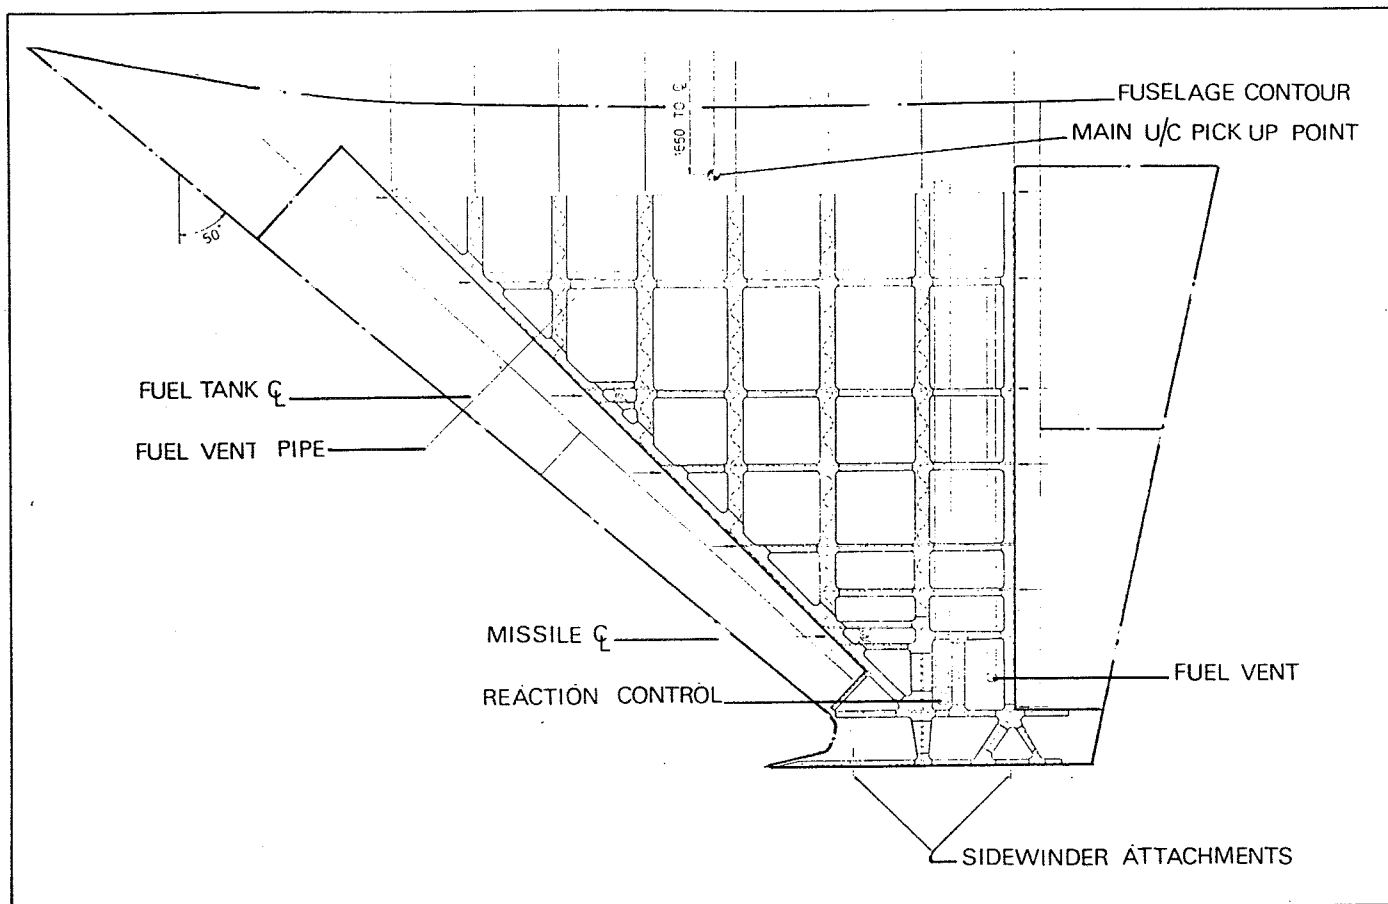 FUSELAGE CONTOUR
1650 TO ℄
MAIN U/C PICK UP POINT
50°
FUEL TANK ℄
FUEL VENT PIPE
MISSILE ℄
FUEL VENT
REACTION CONTROL
SIDEWINDER ATTACHMENTS